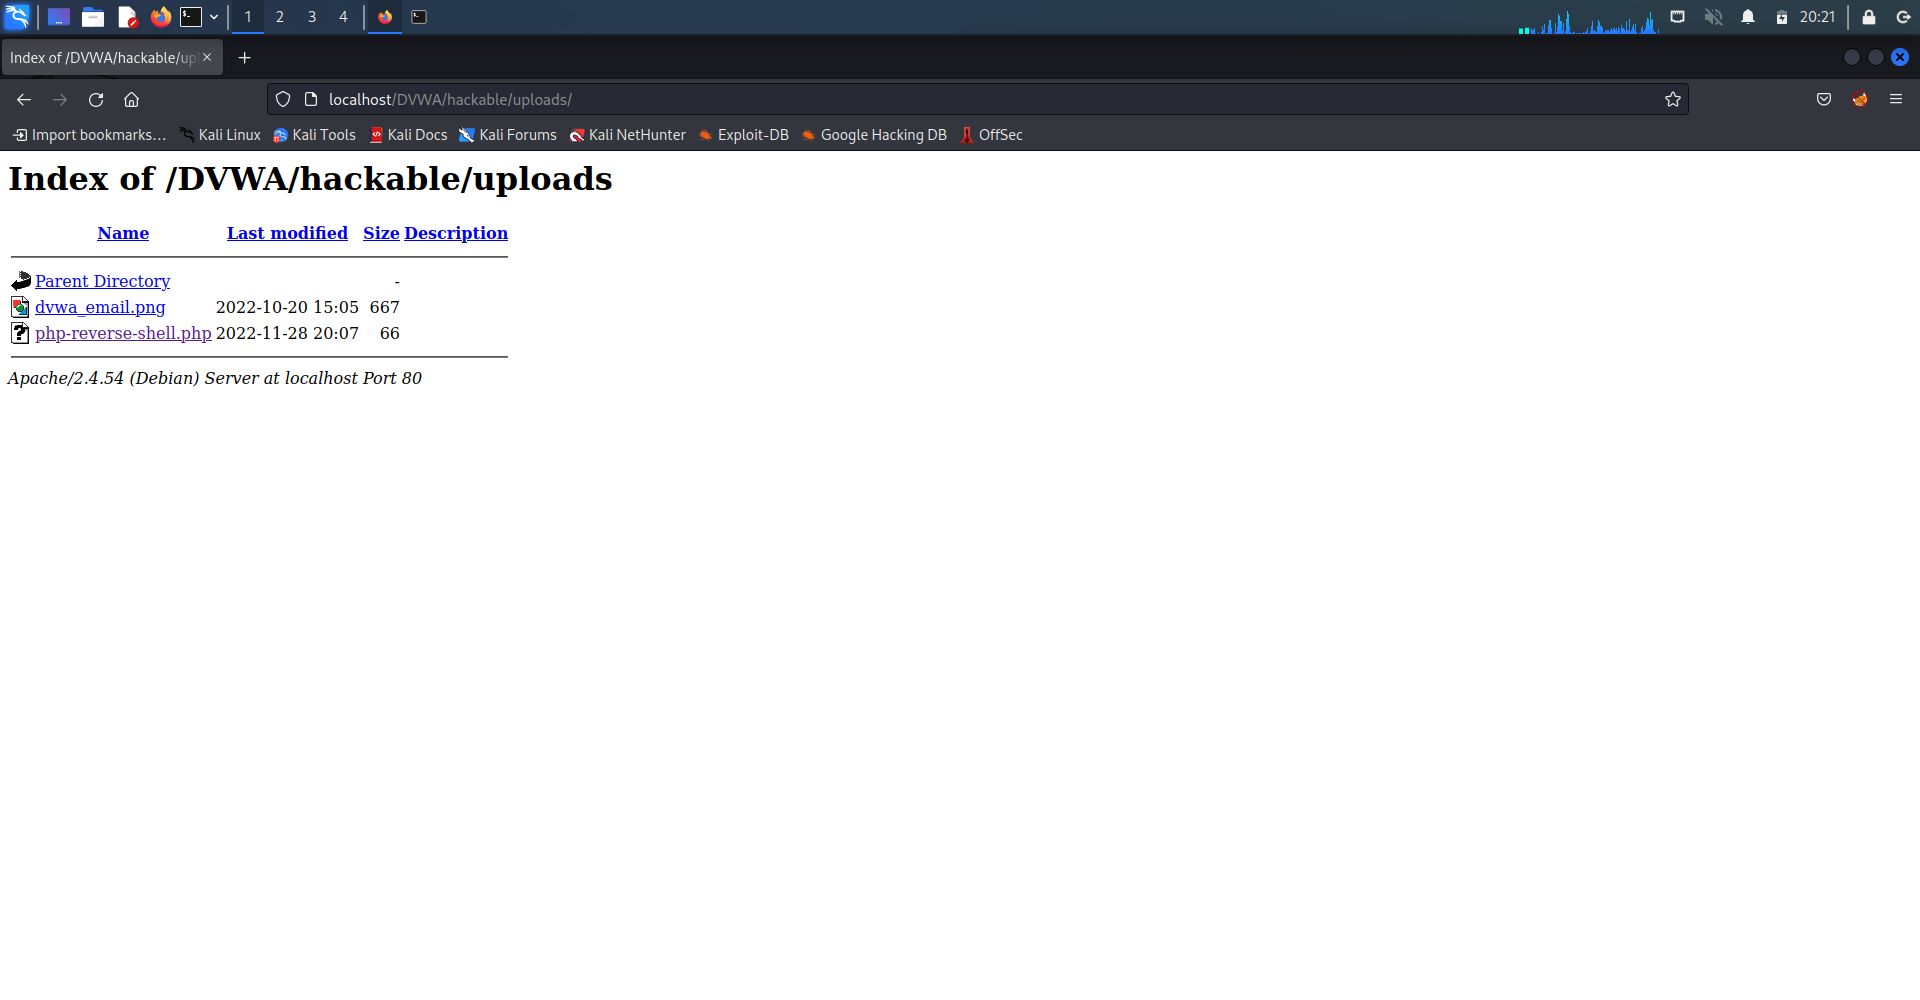 1 2 3 4 20:21
Index of /DVWA/hackable/up
localhost/DVWA/hackable/uploads/
Import bookmarks... Kali Linux Kali Tools Kali Docs Kali Forums Kali NetHunter Exploit-DB Google Hacking DB OffSec
Index of /DVWA/hackable/uploads
Name Last modified Size Description
Parent Directory -
dvwa_email.png 2022-10-20 15:05 667
php-reverse-shell.php 2022-11-28 20:07 66
Apache/2.4.54 (Debian) Server at localhost Port 80